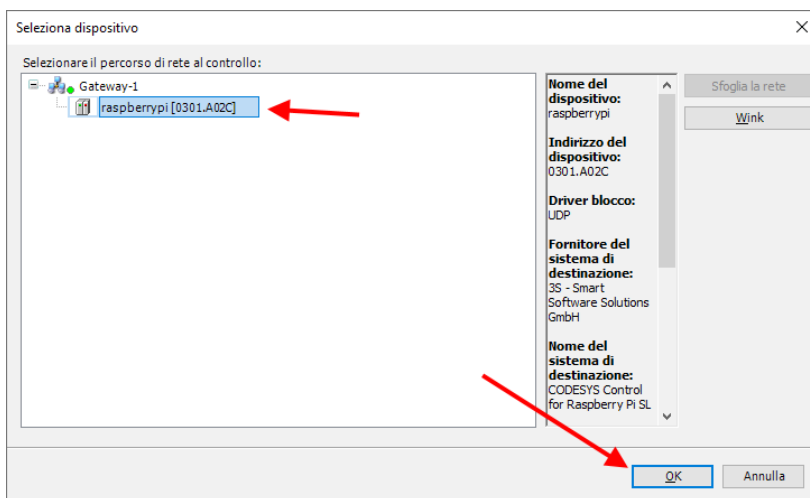 Seleziona dispositivo
Selezionare il percorso di rete al controllo:
Gateway-1
raspberrypi [0301.A02C]
Nome del
dispositivo:
raspberrypi
Indirizzo del
dispositivo:
0301.A02C
Driver blocco:
UDP
Fornitore del
sistema di
destinazione:
3S - Smart
Software Solutions
GmbH
Nome del
sistema di
destinazione:
CODESYS Control
for Raspberry Pi SL
Sfoglia la rete
Wink
OK
Annulla